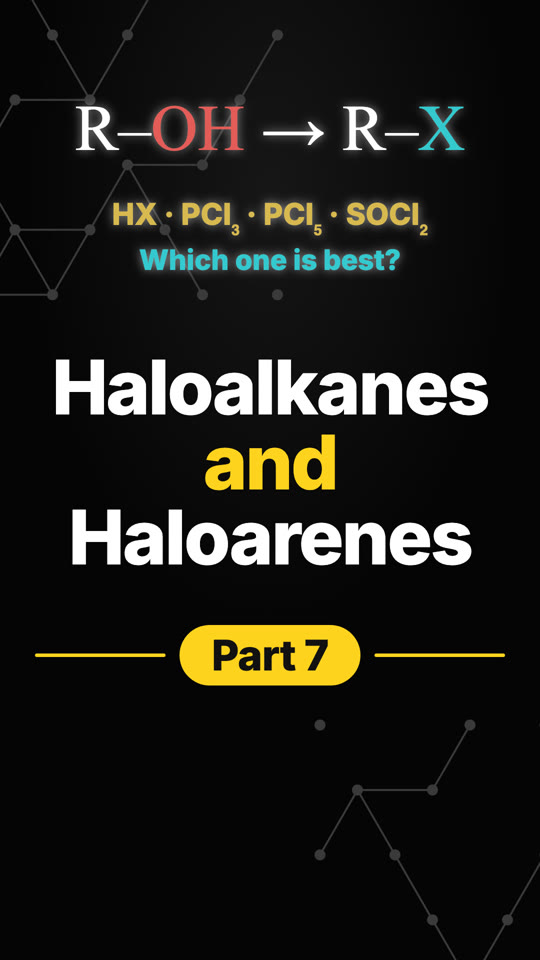 R–OH → R–X
HX · PCl₃ · PCl₅ · SOCl₂
Which one is best?
Haloalkanes
and
Haloarenes
Part 7